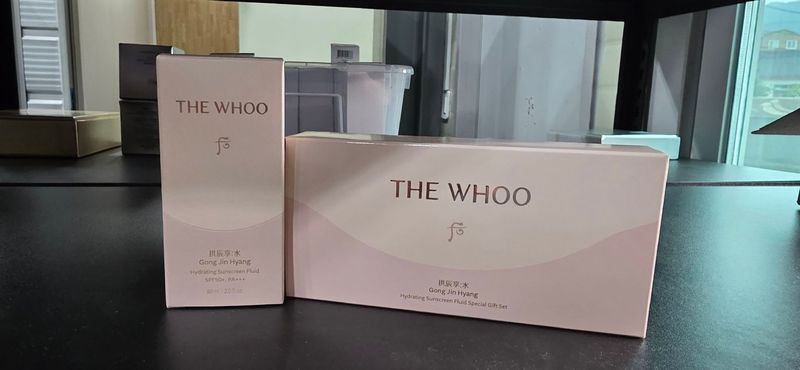 THE WHOO
拱辰享:水
Gong Jin Hyang
Hydrating Sunscreen Fluid
SPF50+, PA+++
THE WHOO
拱辰享:水
Gong Jin Hyang
Hydrating Sunscreen Fluid Special Gift Set